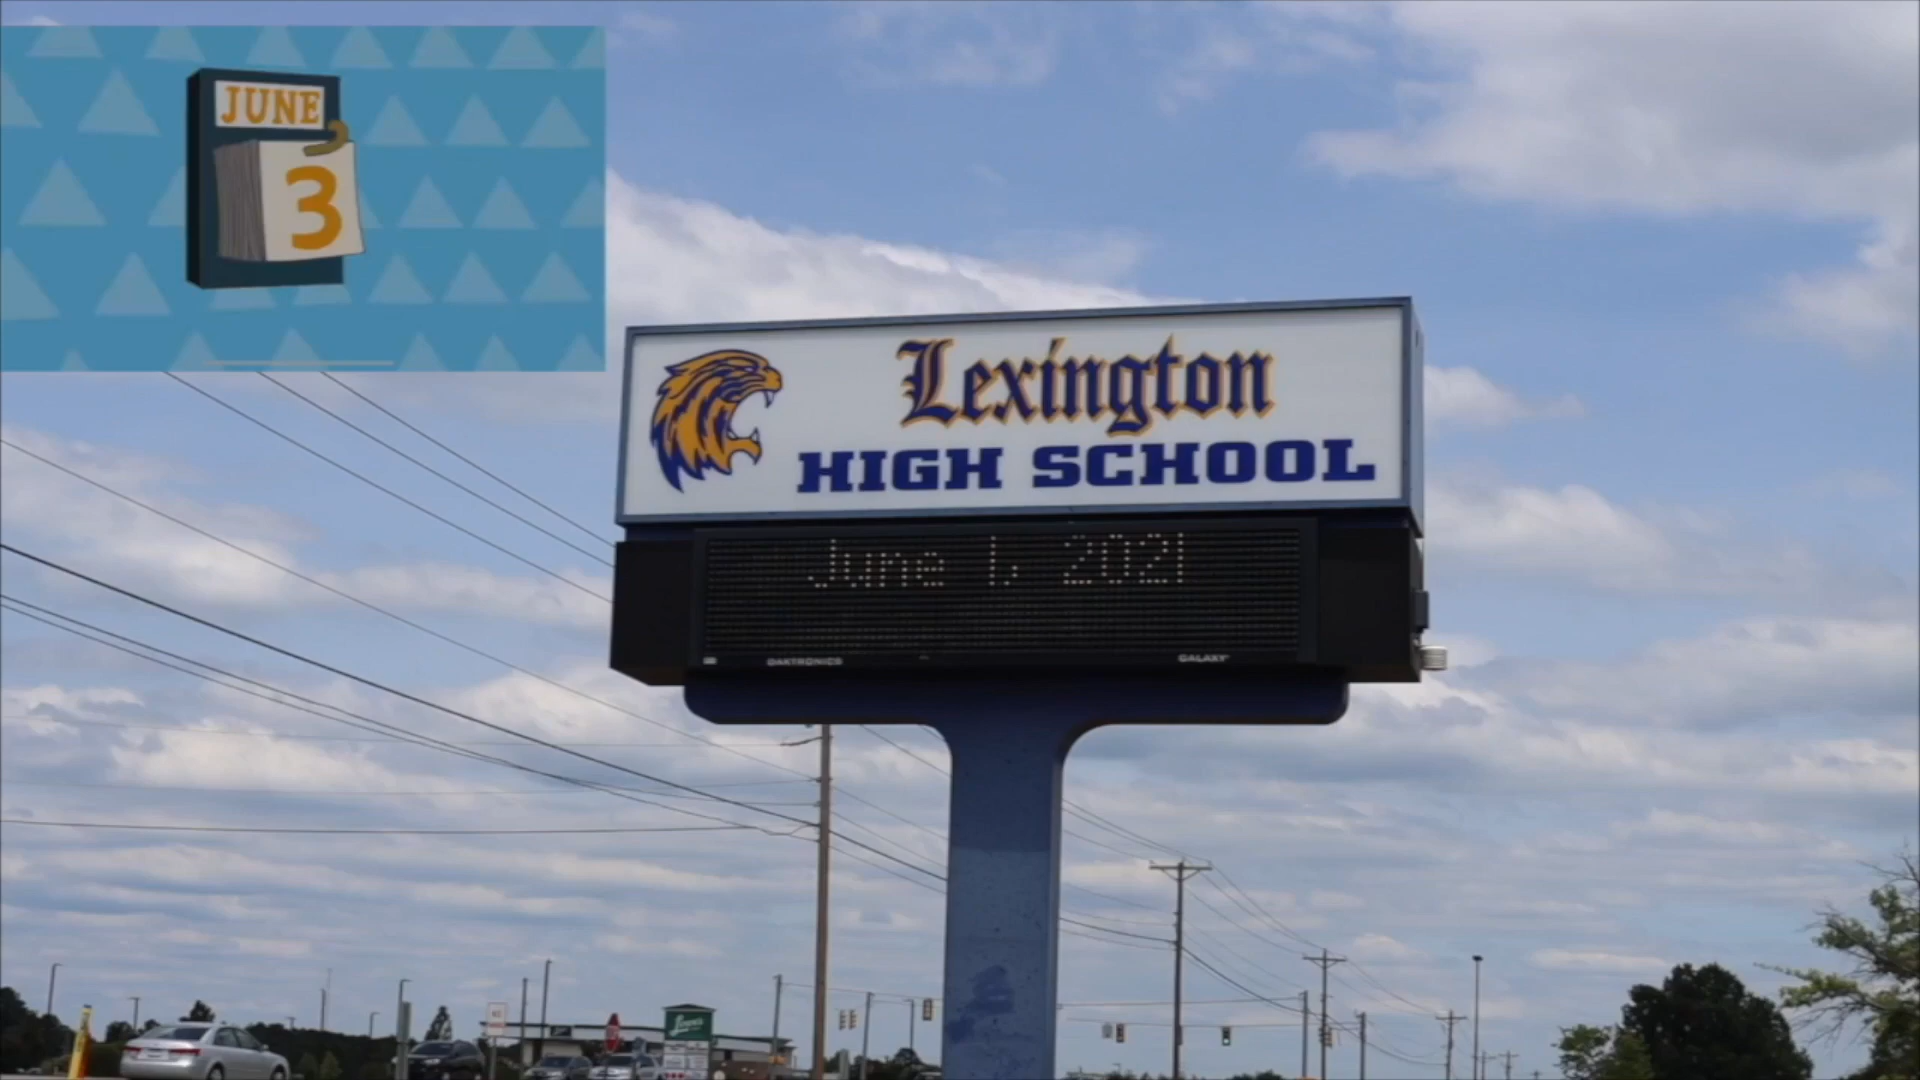 JUNE
3
Lexington
HIGH SCHOOL
June 1, 2021
DAKTRONICS GALAXY